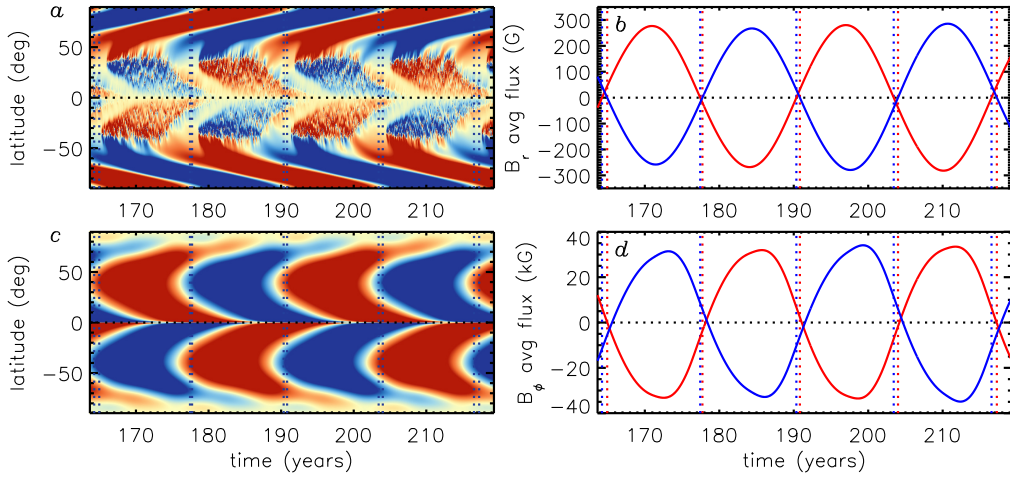 a
latitude (deg)
50
0
−50
170 180 190 200 210
b
B_r avg flux (G)
300
200
100
0
−100
−200
−300
170 180 190 200 210
c
latitude (deg)
50
0
−50
170 180 190 200 210
time (years)
d
B_ϕ avg flux (kG)
40
20
0
−20
−40
170 180 190 200 210
time (years)